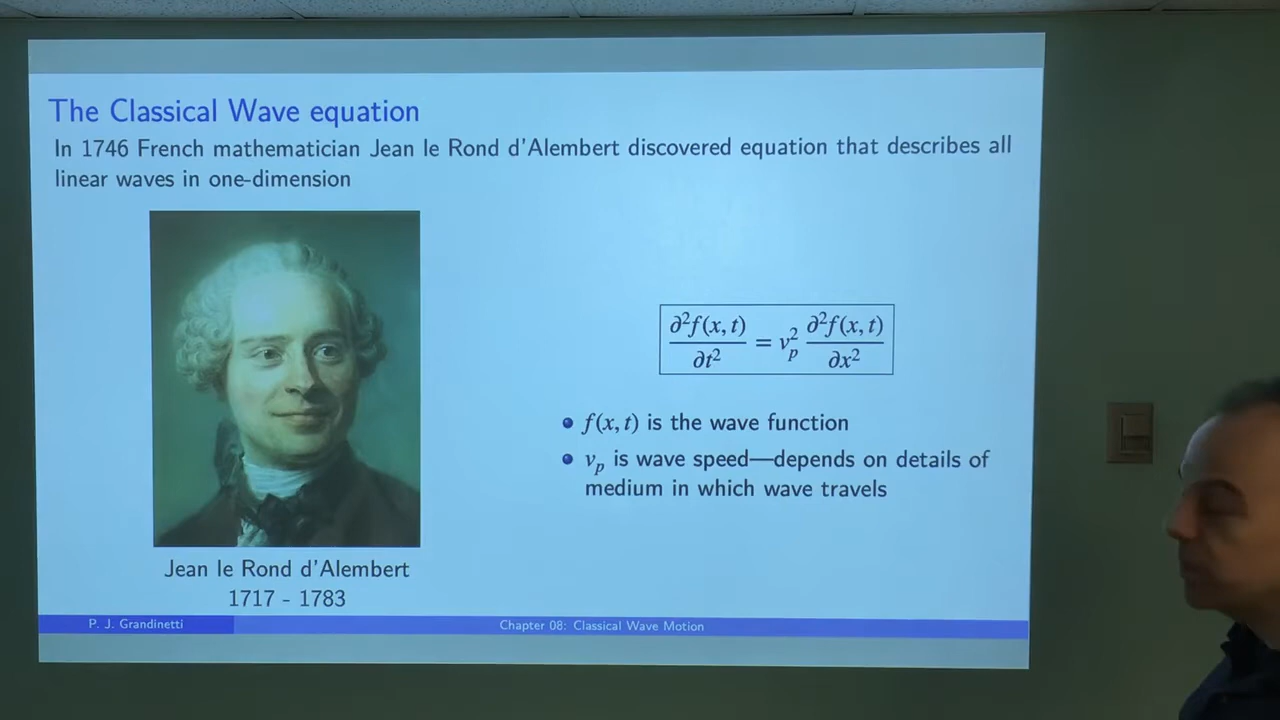 The Classical Wave equation
In 1746 French mathematician Jean le Rond d'Alembert discovered equation that describes all
linear waves in one-dimension
∂²f(x, t)/∂t² = v_p² ∂²f(x, t)/∂x²
• f(x, t) is the wave function
• v_p is wave speed—depends on details of
medium in which wave travels
Jean le Rond d'Alembert
1717 - 1783
P. J. Grandinetti
Chapter 08: Classical Wave Motion